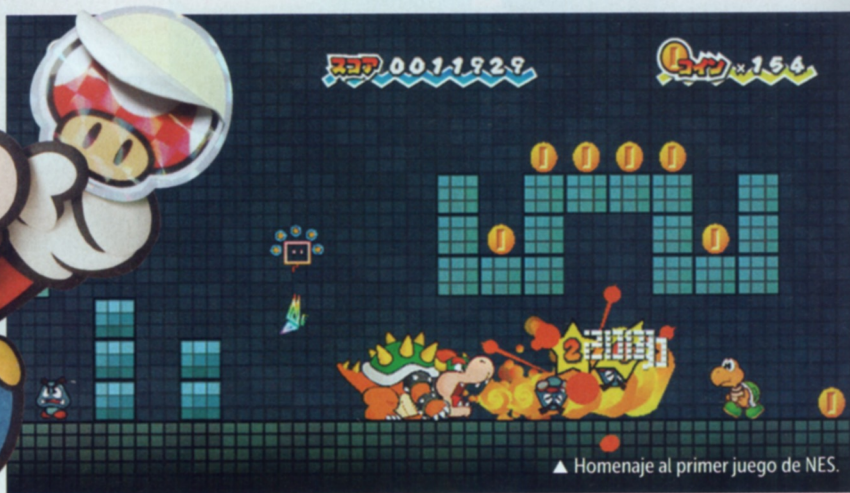 スコア 0011929
コイン ×154
▲ Homenaje al primer juego de NES.